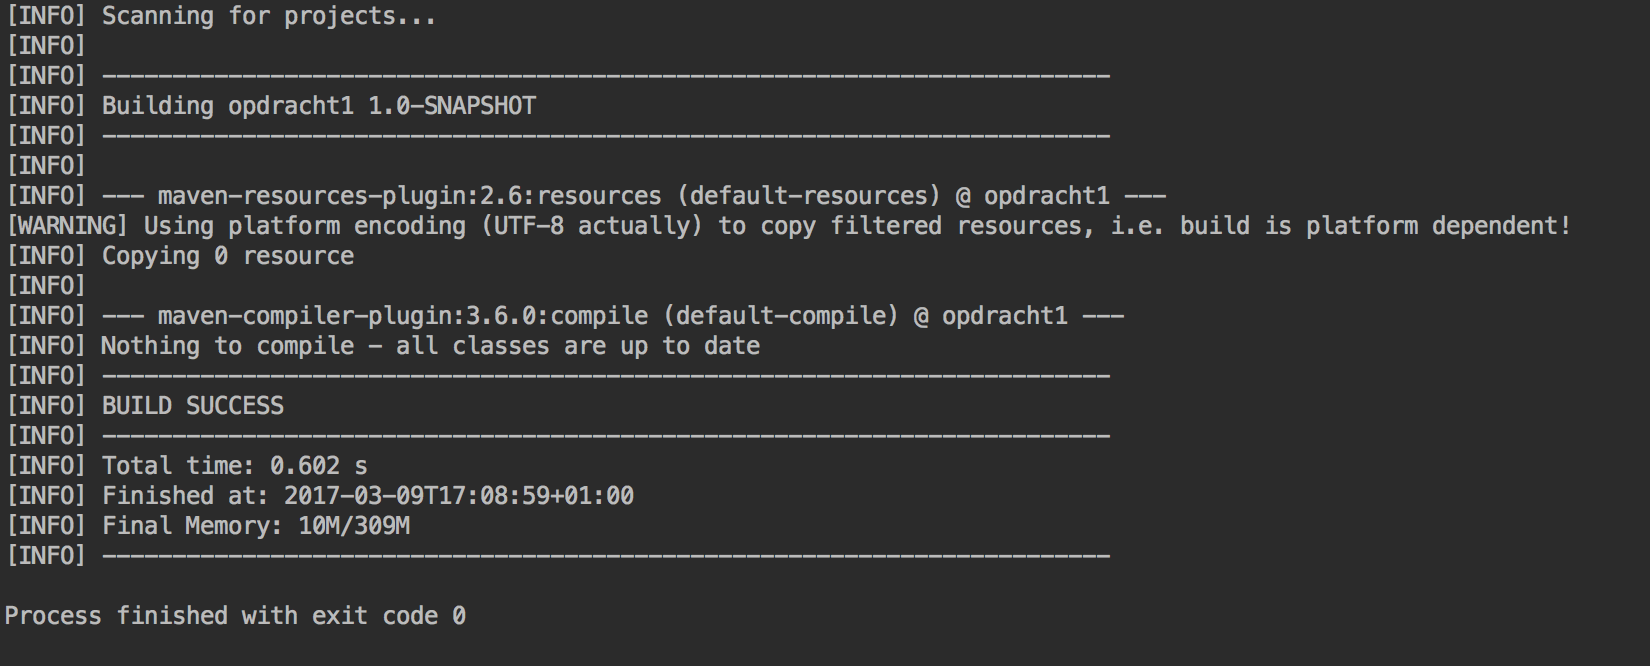 [INFO] Scanning for projects...
[INFO]
[INFO] ------------------------------------------------------------------------
[INFO] Building opdracht1 1.0-SNAPSHOT
[INFO] ------------------------------------------------------------------------
[INFO]
[INFO] --- maven-resources-plugin:2.6:resources (default-resources) @ opdracht1 ---
[WARNING] Using platform encoding (UTF-8 actually) to copy filtered resources, i.e. build is platform dependent!
[INFO] Copying 0 resource
[INFO]
[INFO] --- maven-compiler-plugin:3.6.0:compile (default-compile) @ opdracht1 ---
[INFO] Nothing to compile - all classes are up to date
[INFO] ------------------------------------------------------------------------
[INFO] BUILD SUCCESS
[INFO] ------------------------------------------------------------------------
[INFO] Total time: 0.602 s
[INFO] Finished at: 2017-03-09T17:08:59+01:00
[INFO] Final Memory: 10M/309M
[INFO] ------------------------------------------------------------------------
Process finished with exit code 0